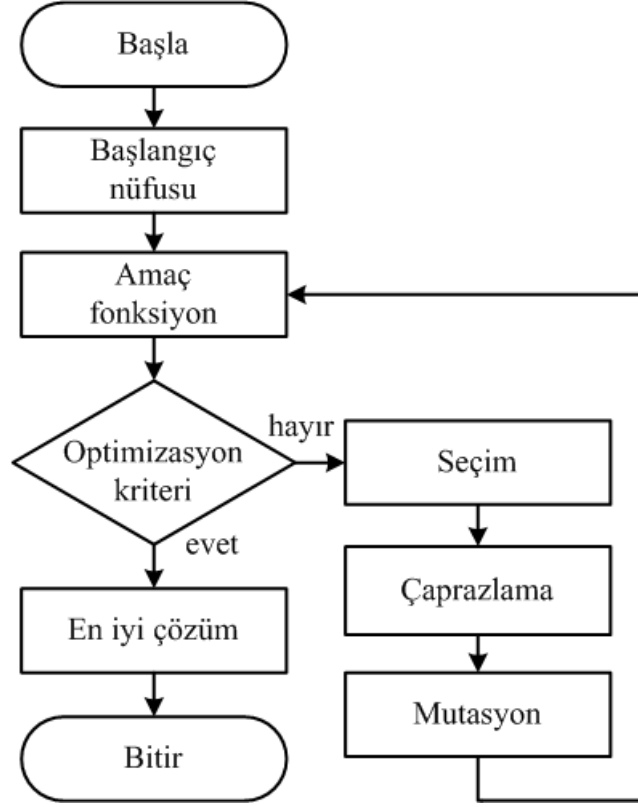 Başla
Başlangıç
nüfusu
Amaç
fonksiyon
Optimizasyon
kriteri
hayır
evet
Seçim
Çaprazlama
Mutasyon
En iyi çözüm
Bitir